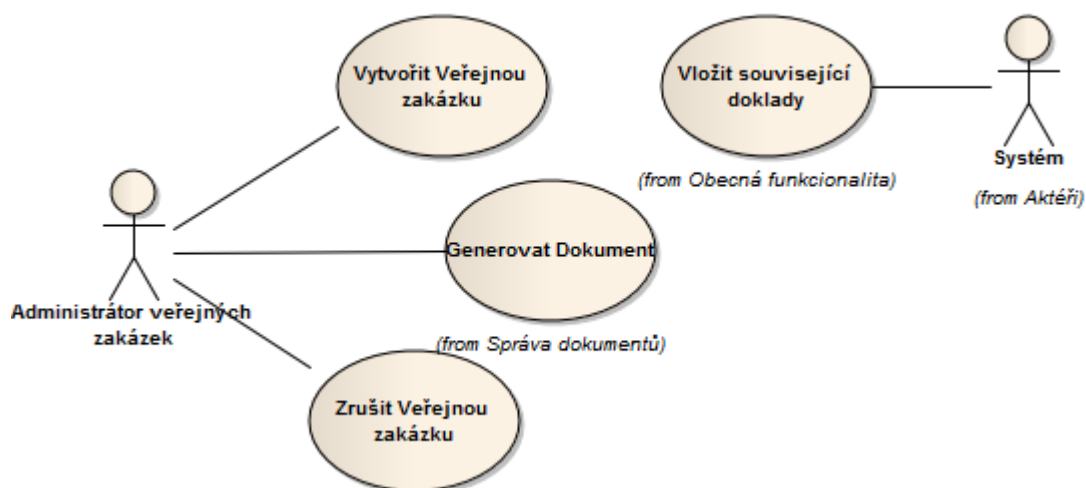 Vytvořit Veřejnou
zakázku
Vložit související
doklady
Systém
(from Obecná funkcionalita)
(from Aktéři)
Generovat Dokument
Administrátor veřejných
zakázek
(from Správa dokumentů)
Zrušit Veřejnou
zakázku